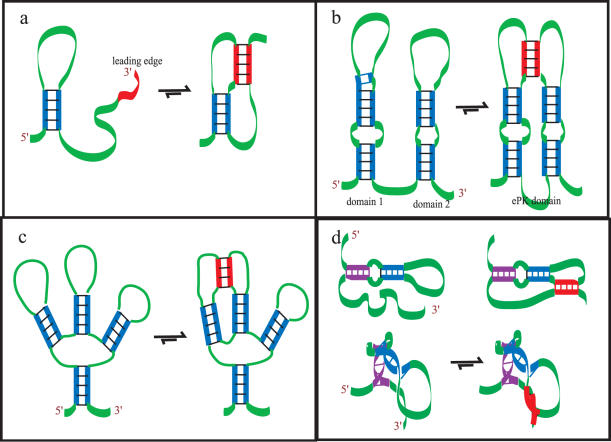 a
leading edge
3'
5'
b
5'
3'
domain 1
domain 2
ePK domain
c
5'
3'
d
5'
3'
5'
3'